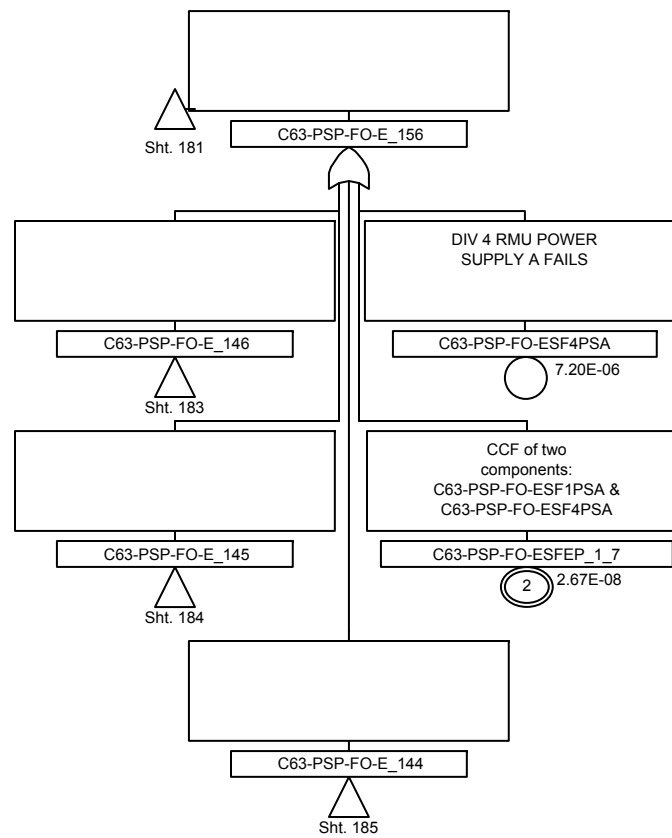 Sht. 181
C63-PSP-FO-E_156
C63-PSP-FO-E_146
Sht. 183
DIV 4 RMU POWER
SUPPLY A FAILS
C63-PSP-FO-ESF4PSA
7.20E-06
C63-PSP-FO-E_145
Sht. 184
CCF of two
components:
C63-PSP-FO-ESF1PSA &
C63-PSP-FO-ESF4PSA
C63-PSP-FO-ESFEP_1_7
2
2.67E-08
C63-PSP-FO-E_144
Sht. 185